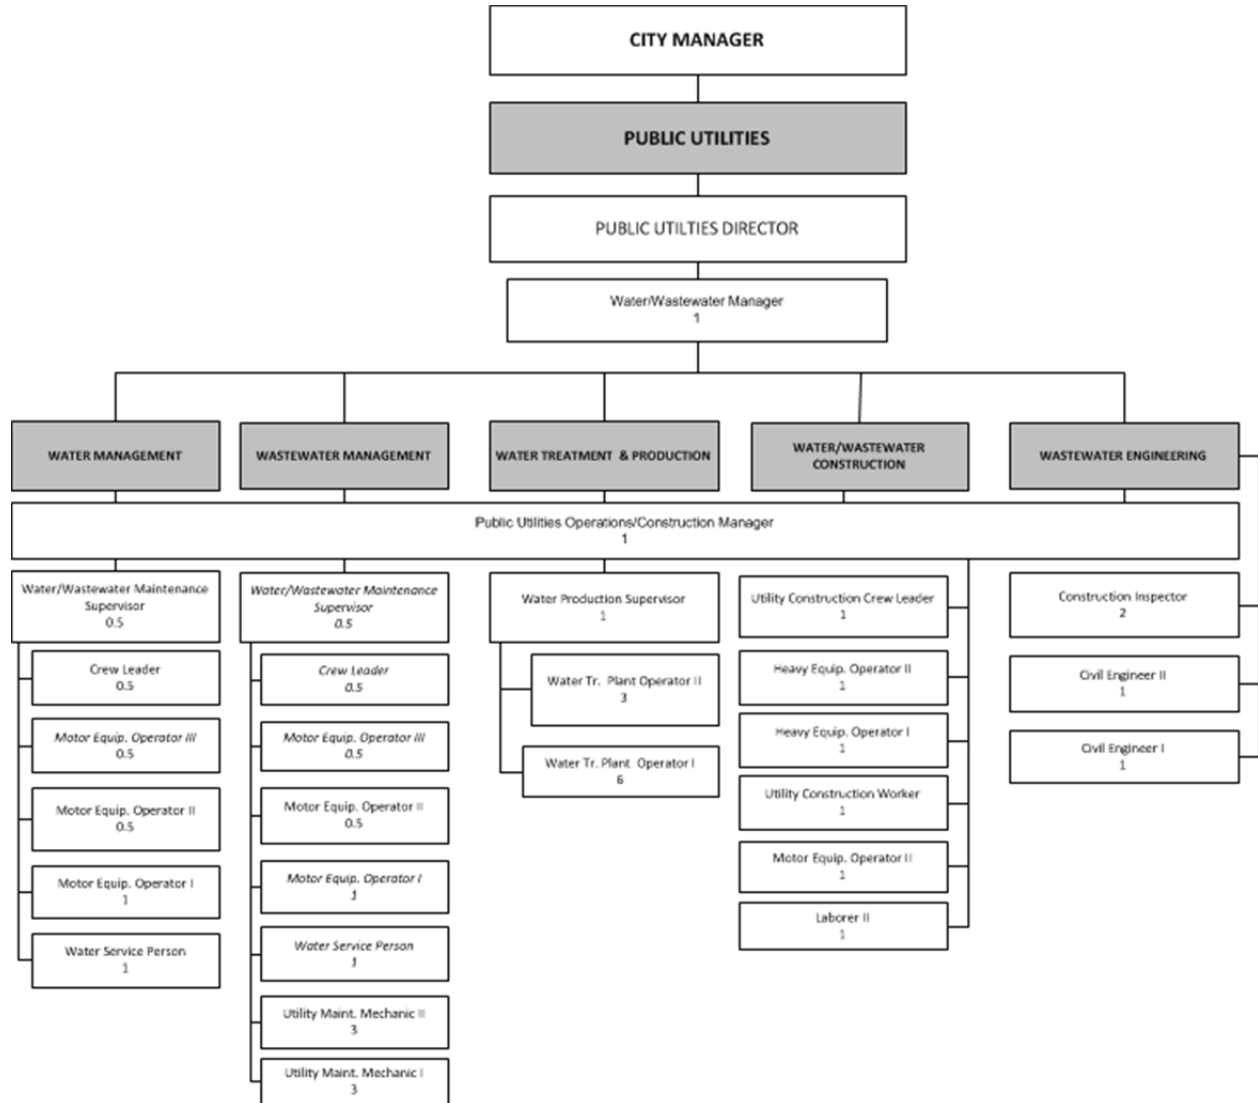 CITY MANAGER
PUBLIC UTILITIES
PUBLIC UTILTIES DIRECTOR
Water/Wastewater Manager
1
WATER MANAGEMENT
WASTEWATER MANAGEMENT
WATER TREATMENT & PRODUCTION
WATER/WASTEWATER
CONSTRUCTION
WASTEWATER ENGINEERING
Public Utilities Operations/Construction Manager
1
Water/Wastewater Maintenance
Supervisor
0.5
Crew Leader
0.5
Motor Equip. Operator III
0.5
Motor Equip. Operator II
0.5
Motor Equip. Operator I
1
Water Service Person
1
Water/Wastewater Maintenance
Supervisor
0.5
Crew Leader
0.5
Motor Equip. Operator III
0.5
Motor Equip. Operator II
0.5
Motor Equip. Operator I
1
Water Service Person
1
Utility Maint. Mechanic II
3
Utility Maint. Mechanic I
3
Water Production Supervisor
1
Water Tr. Plant Operator II
3
Water Tr. Plant Operator I
6
Utility Construction Crew Leader
1
Heavy Equip. Operator II
1
Heavy Equip. Operator I
1
Utility Construction Worker
1
Motor Equip. Operator II
1
Laborer II
1
Construction Inspector
2
Civil Engineer II
1
Civil Engineer I
1